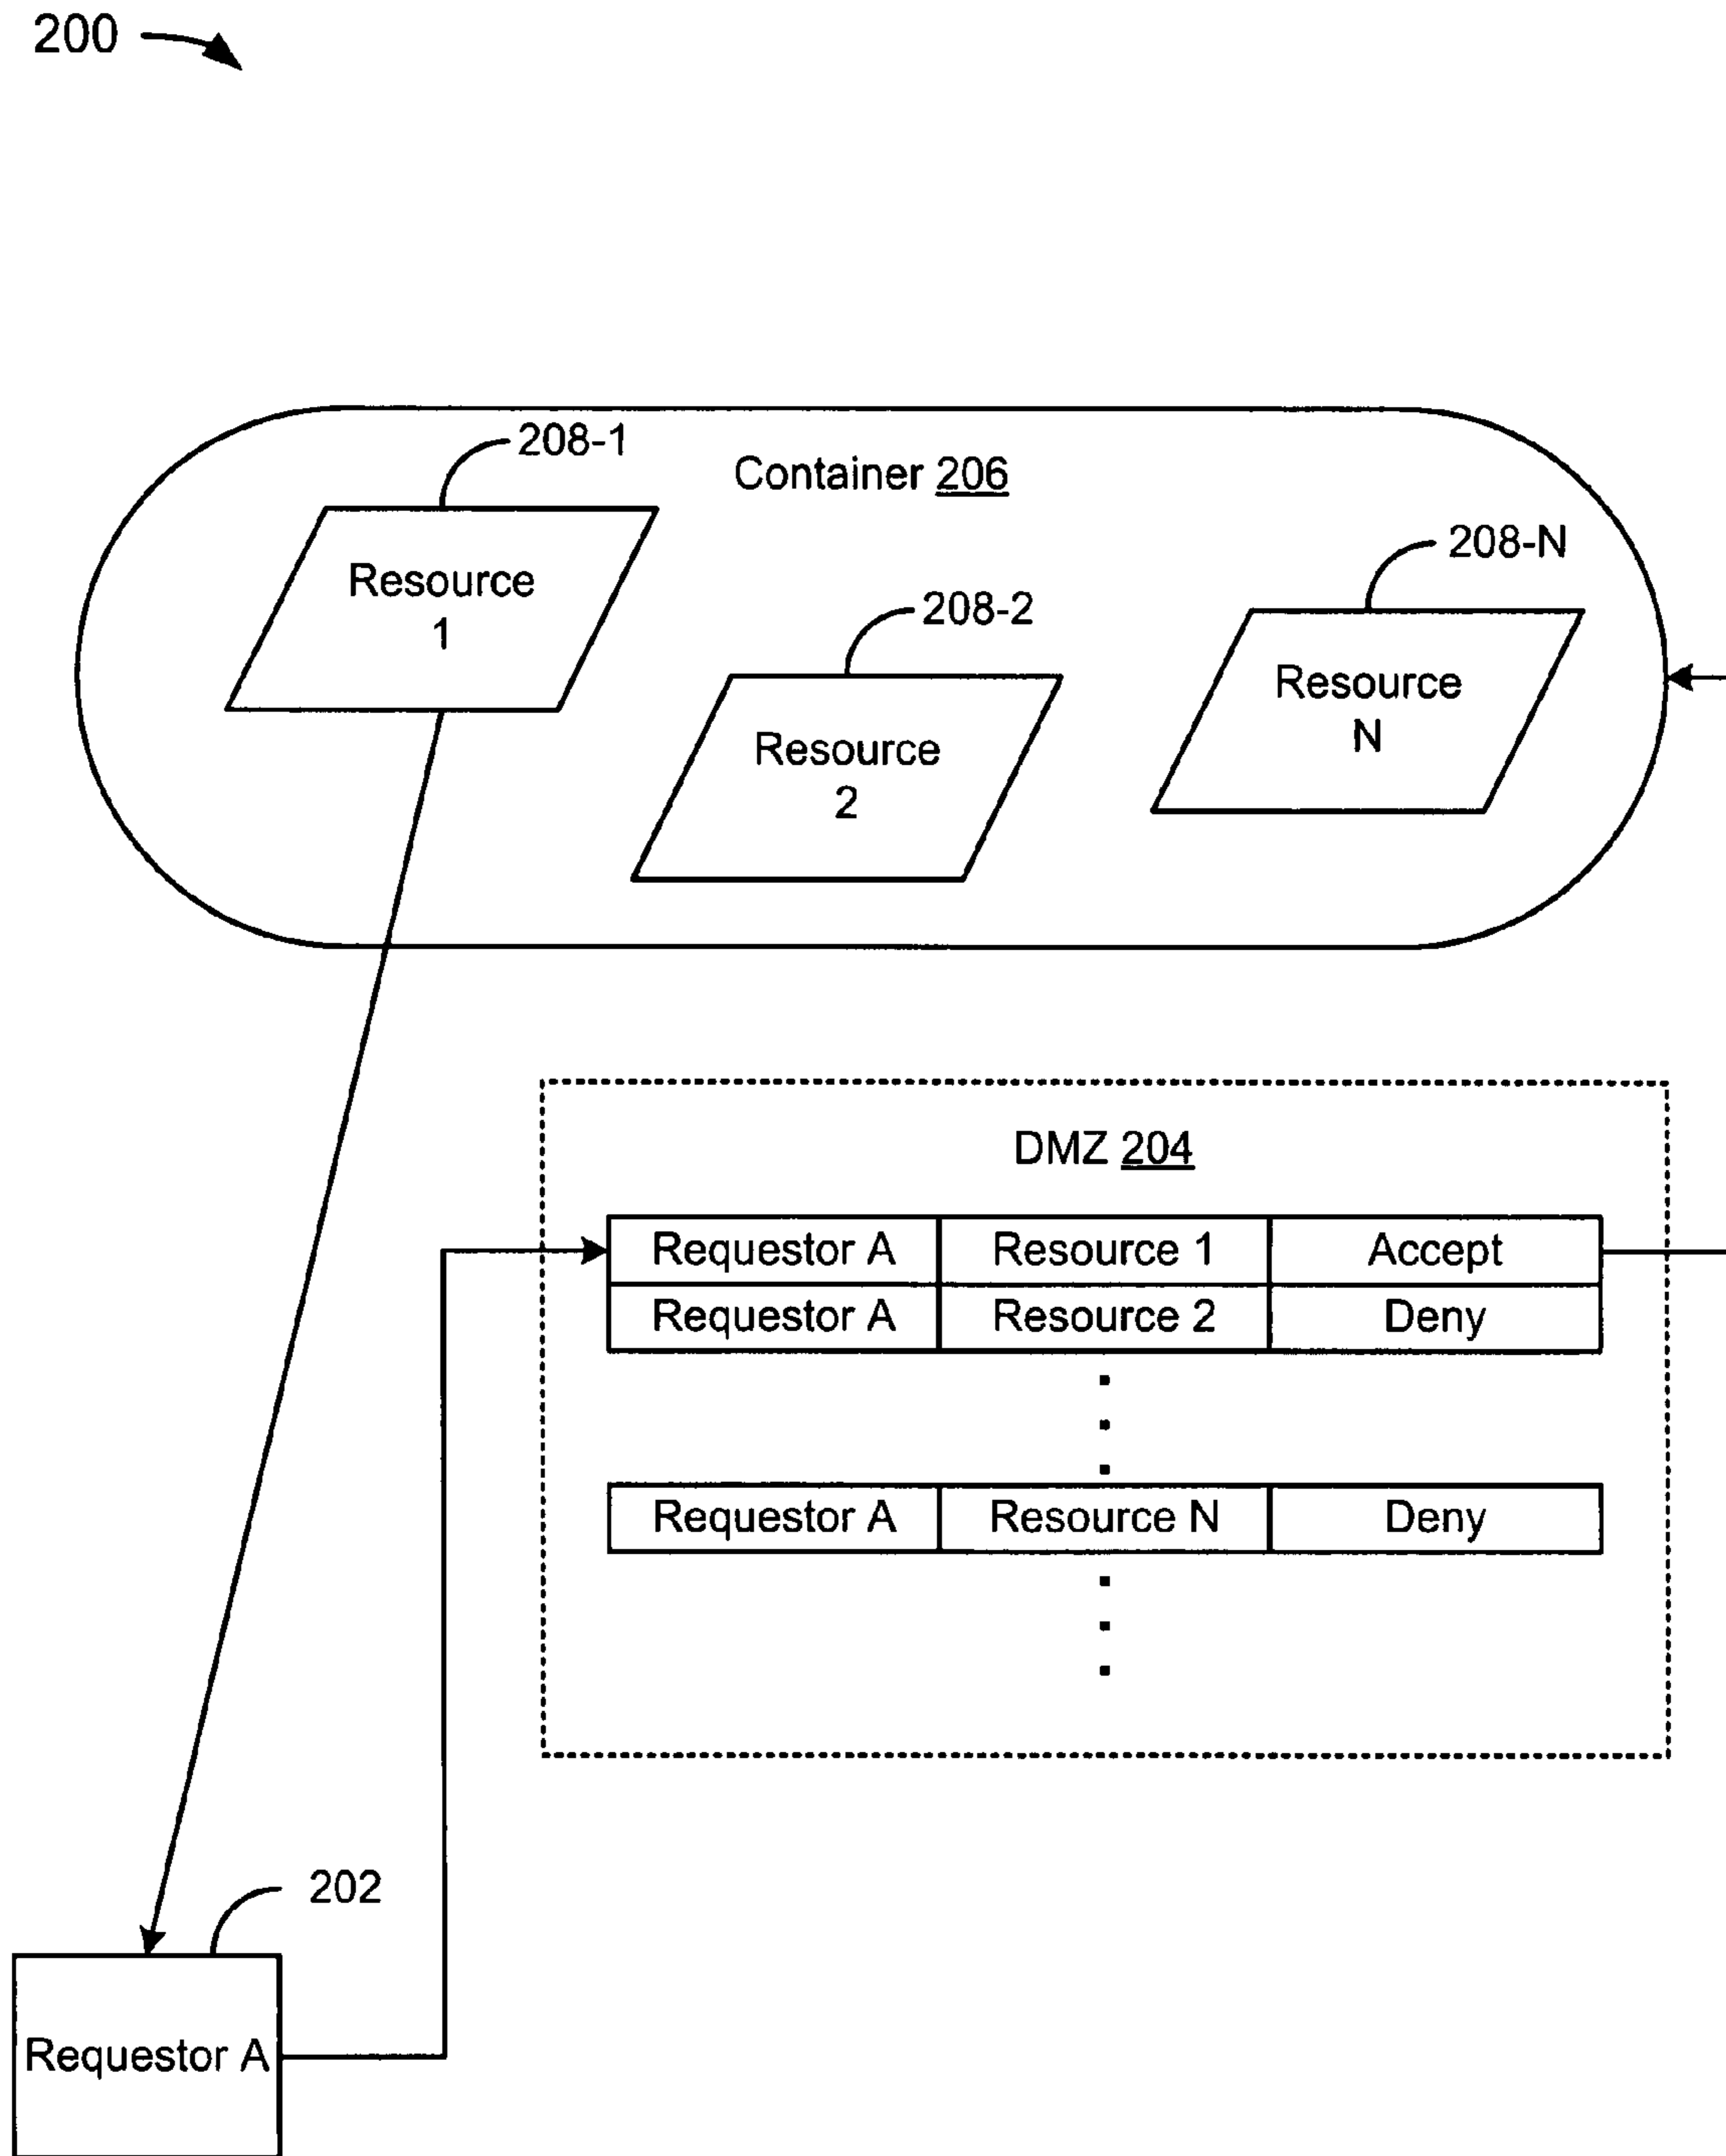 200
208-1
Container 206
208-N
Resource
1
208-2
Resource
N
Resource
2
DMZ 204
Requestor A Resource 1 Accept
Requestor A Resource 2 Deny
Requestor A Resource N Deny
202
Requestor A